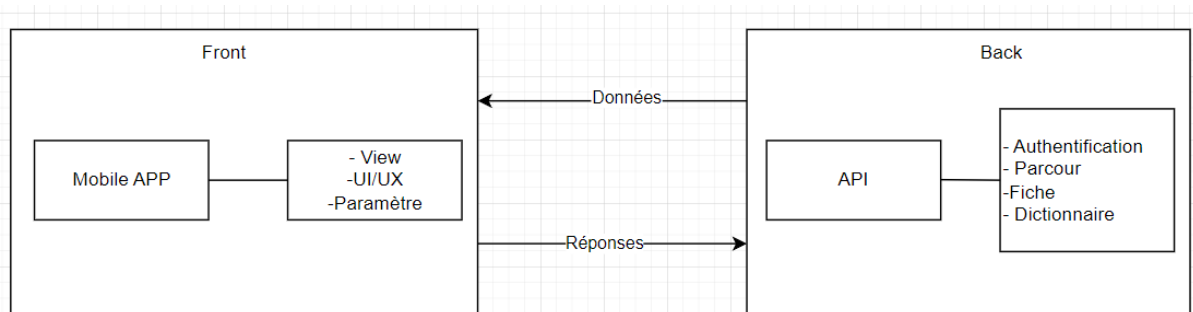 Front
Mobile APP
- View
-UI/UX
-Paramètre
Données
Réponses
Back
API
- Authentification
- Parcour
-Fiche
- Dictionnaire